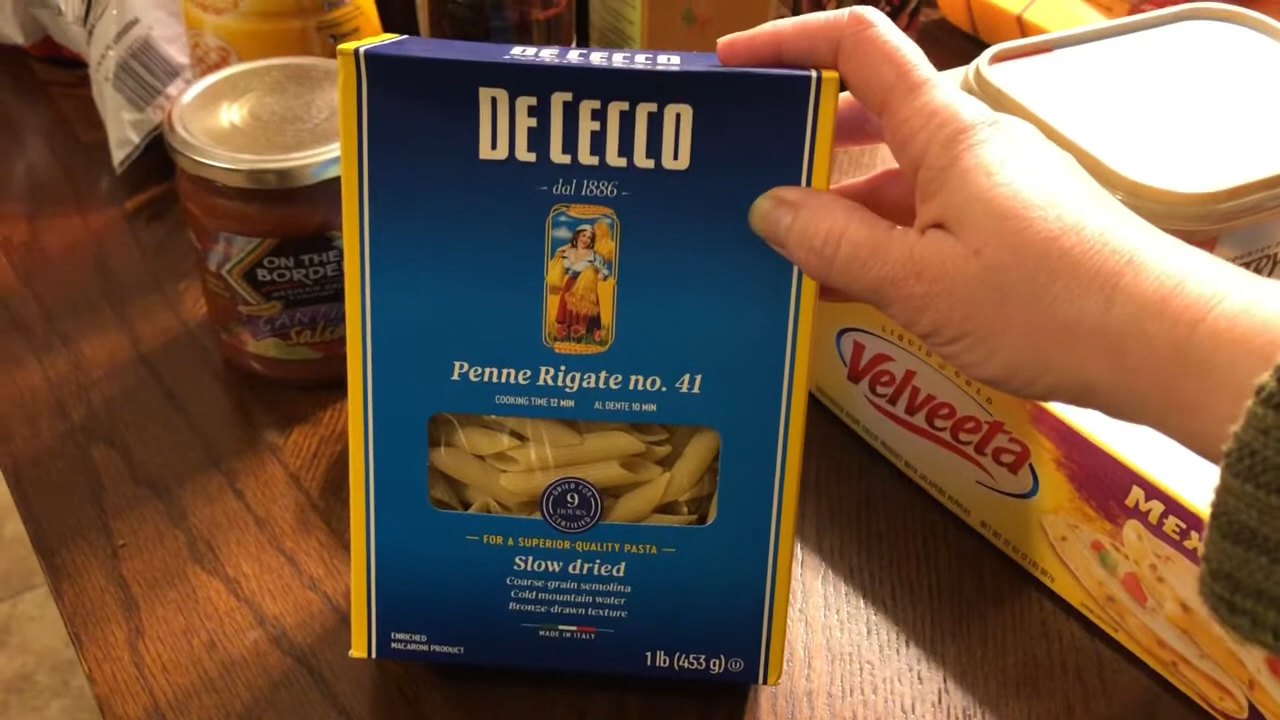 DE CECCO
DE CECCO
dal 1886
Penne Rigate no. 41
COOKING TIME 12 MIN AL DENTE 10 MIN
DRIED FOR
9
HOURS
CERTIFIED
FOR A SUPERIOR-QUALITY PASTA
Slow dried
Coarse-grain semolina
Cold mountain water
Bronze-drawn texture
MADE IN ITALY
ENRICHED
MACARONI PRODUCT
1 lb (453 g) U
ON THE
BORDE
Salsa
LIQUID GOLD
Velveeta
MEX